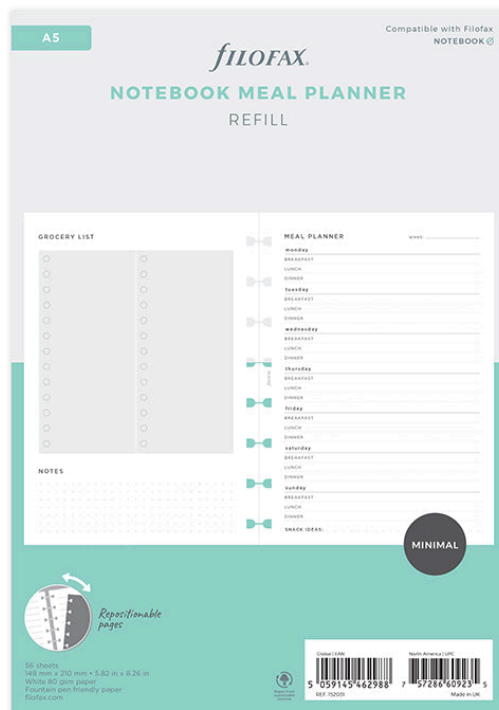 A5
Compatible with Filofax
NOTEBOOK
FILOFAX®
NOTEBOOK MEAL PLANNER
REFILL
GROCERY LIST
NOTES
MEAL PLANNER
WEEK:
monday
BREAKFAST
LUNCH
DINNER
tuesday
BREAKFAST
LUNCH
DINNER
wednesday
BREAKFAST
LUNCH
DINNER
thursday
BREAKFAST
LUNCH
DINNER
friday
BREAKFAST
LUNCH
DINNER
saturday
BREAKFAST
LUNCH
DINNER
sunday
BREAKFAST
LUNCH
DINNER
SNACK IDEAS:
MINIMAL
Repositionable
pages
56 sheets
148 mm x 210 mm • 5.82 in x 8.26 in
White 80 gsm paper
Fountain pen friendly paper
filofax.com
Global | EAN
5 059145 462988
REF. 152031
North America | UPC
7 57286 60923 5
Made in UK